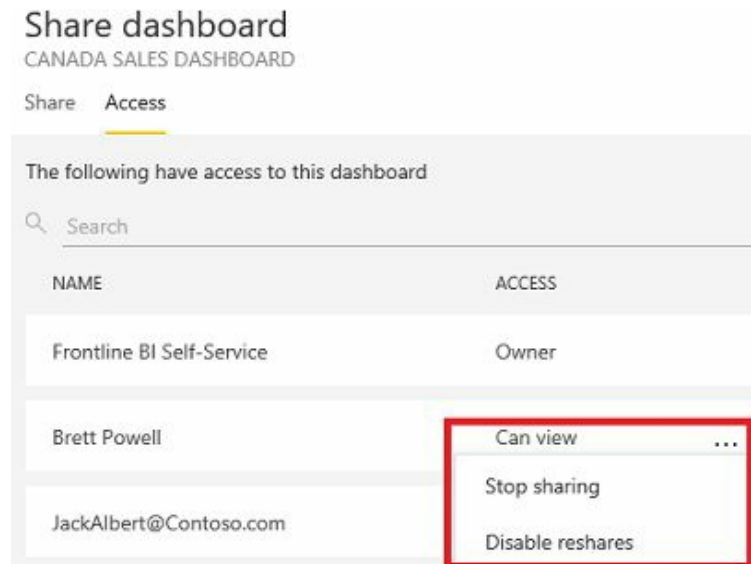 Share dashboard
CANADA SALES DASHBOARD
Share Access
The following have access to this dashboard
Search
NAME ACCESS
Frontline BI Self-Service Owner
Brett Powell Can view ...
Stop sharing
JackAlbert@Contoso.com
Disable reshares